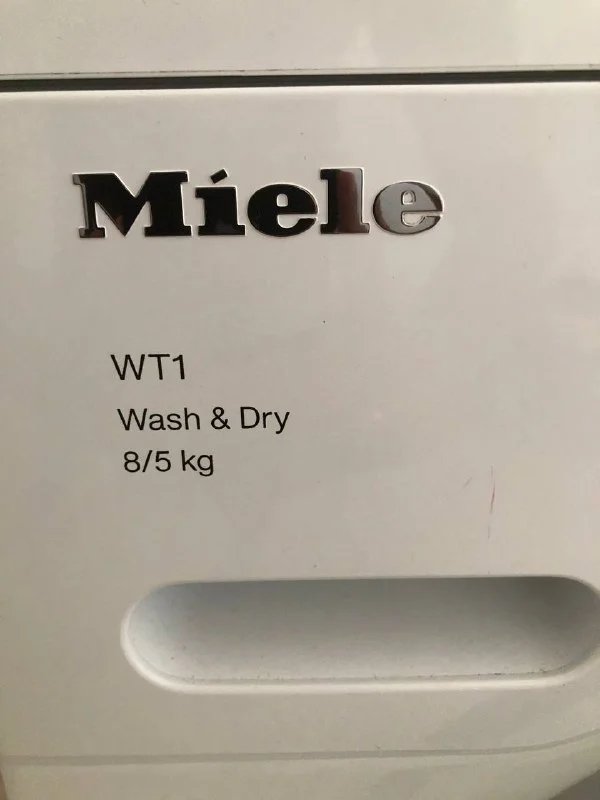 Miele
WT1
Wash & Dry
8/5 kg